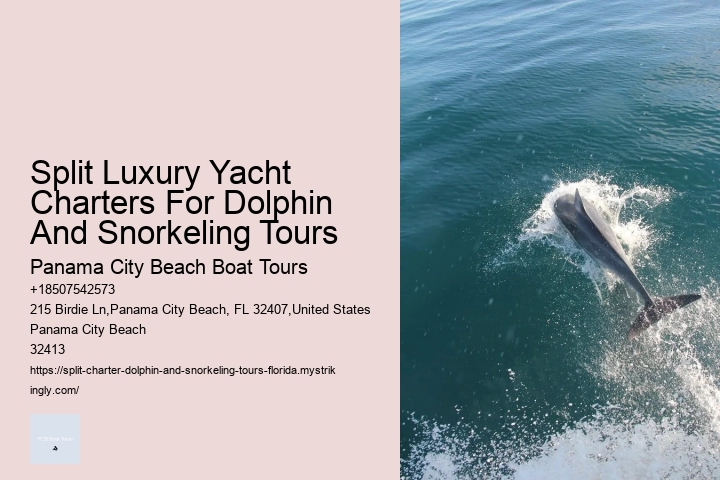 Split Luxury Yacht
Charters For Dolphin
And Snorkeling Tours
Panama City Beach Boat Tours
+18507542573
215 Birdie Ln,Panama City Beach, FL 32407,United States
Panama City Beach
32413
https://split-charter-dolphin-and-snorkeling-tours-florida.mystrik
ingly.com/